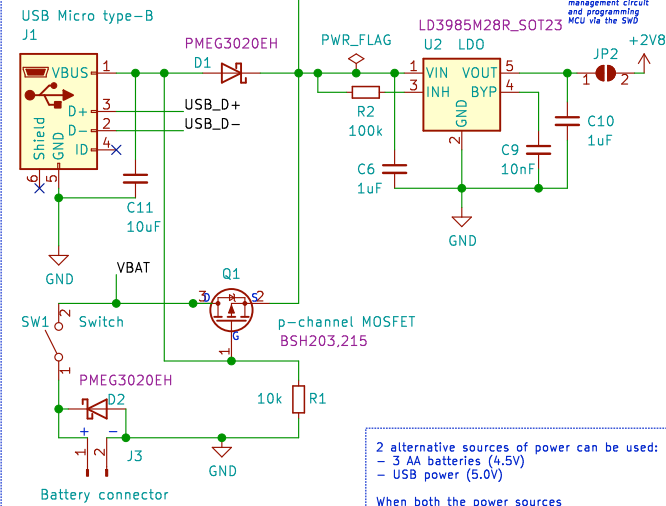 management circuit
and programming
MCU via the SWD
USB Micro type-B
J1
VBUS
1
D+
3
USB_D+
D-
2
USB_D-
ID
4
Shield
GND
6
5
C11
10uF
GND
PMEG3020EH
D1
PWR_FLAG
LD3985M28R_SOT23
U2 LDO
1
VIN
VOUT
5
3
INH
BYP
4
GND
2
R2
100k
C6
1uF
C9
10nF
C10
1uF
GND
JP2
1
2
+2V8
VBAT
Q1
3
D
S
2
G
1
p-channel MOSFET
BSH203,215
SW1
Switch
2
1
PMEG3020EH
D2
+
-
1
2
J3
Battery connector
GND
10k
R1
2 alternative sources of power can be used:
- 3 AA batteries (4.5V)
- USB power (5.0V)
When both the power sources